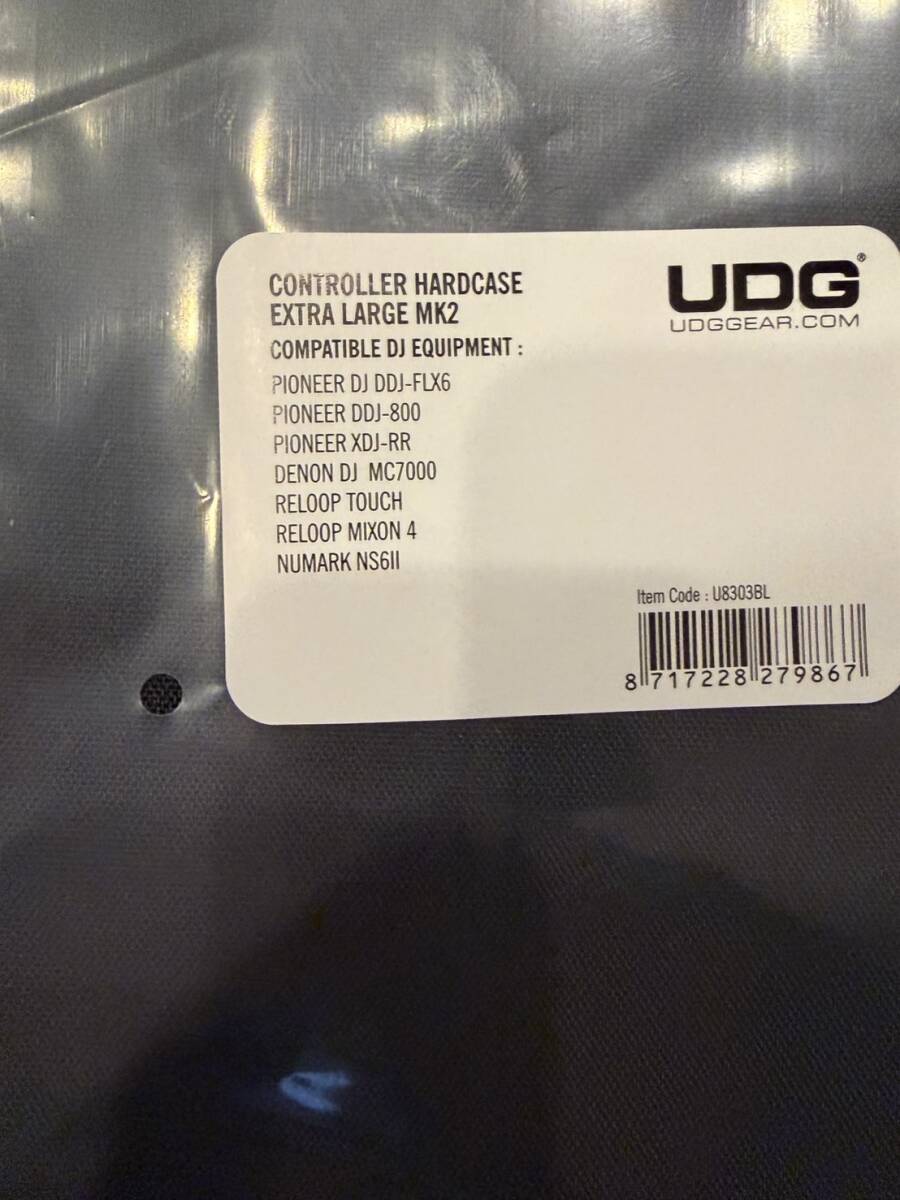 CONTROLLER HARDCASE
EXTRA LARGE MK2
COMPATIBLE DJ EQUIPMENT :
PIONEER DJ DDJ-FLX6
PIONEER DDJ-800
PIONEER XDJ-RR
DENON DJ MC7000
RELOOP TOUCH
RELOOP MIXON 4
NUMARK NS6II
UDG®
UDGGEAR.COM
Item Code : U8303BL
8 717228 279867